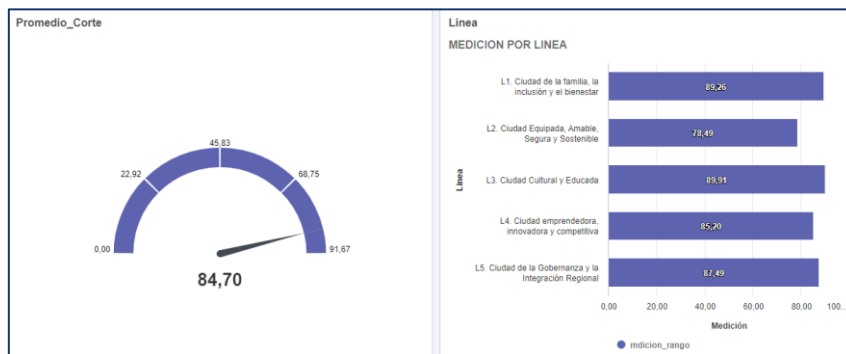 Promedio_Corte
45,83
22,92
68,75
0,00
91,67
84,70
Linea
MEDICION POR LINEA
L1. Ciudad de la familia, la
inclusión y el bienestar
89,26
L2. Ciudad Equipada, Amable,
Segura y Sostenible
78,49
L3. Ciudad Cultural y Educada
89,91
L4. Ciudad emprendedora,
innovadora y competitiva
85,20
L5. Ciudad de la Gobernanza y la
Integración Regional
87,49
Linea
0,00 20,00 40,00 60,00 80,00 100...
Medición
mdicion_rango